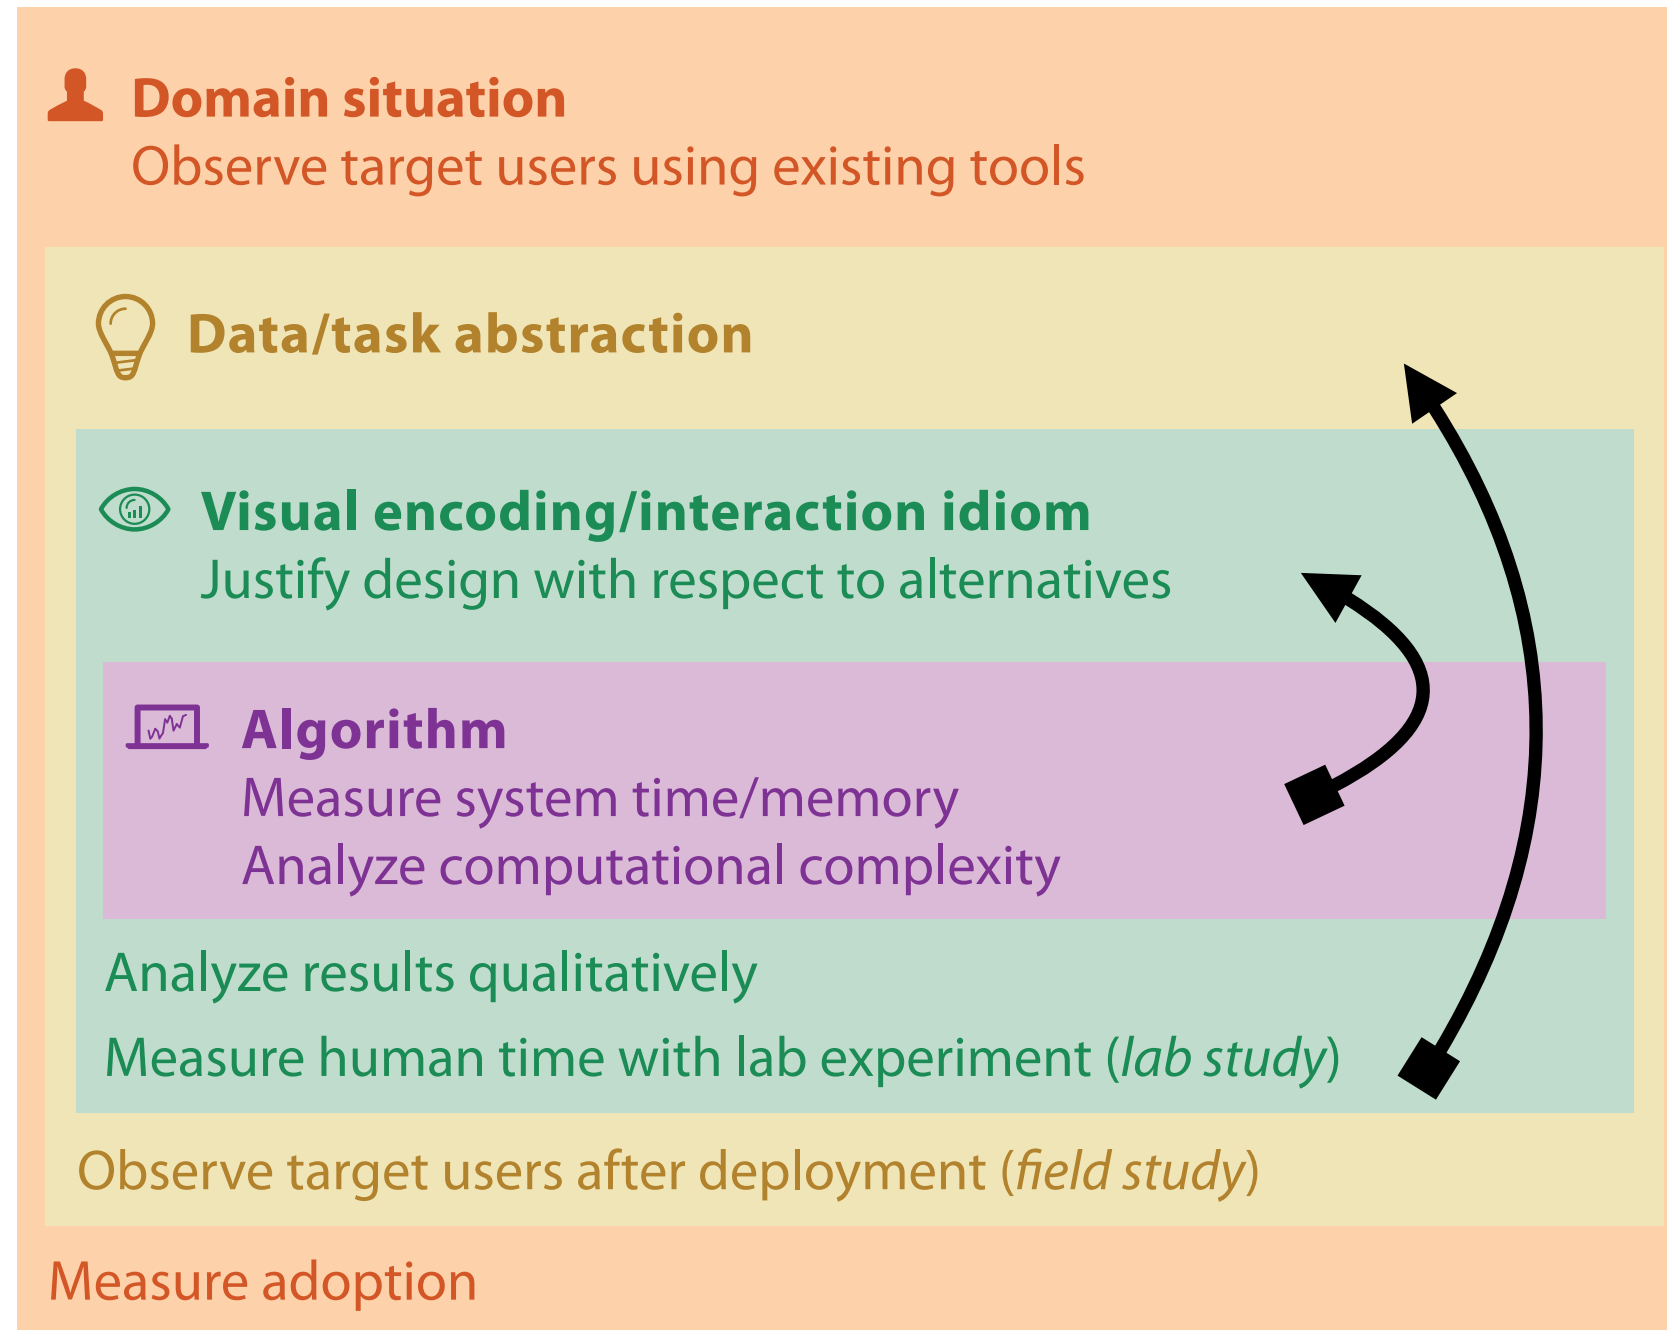 Domain situation
Observe target users using existing tools
Data/task abstraction
Visual encoding/interaction idiom
Justify design with respect to alternatives
Algorithm
Measure system time/memory
Analyze computational complexity
Analyze results qualitatively
Measure human time with lab experiment (lab study)
Observe target users after deployment (field study)
Measure adoption